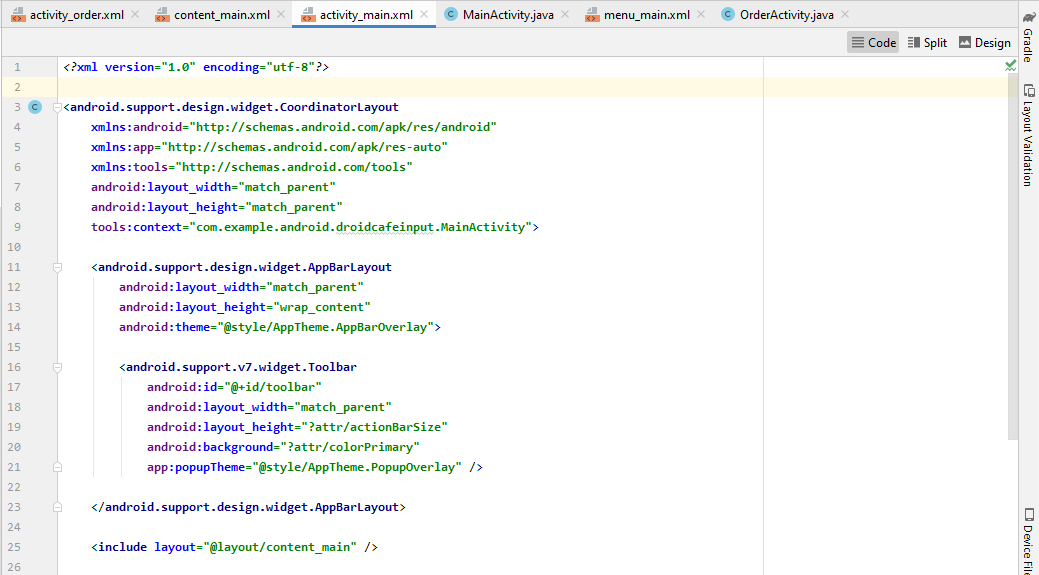 activity_order.xml content_main.xml activity_main.xml MainActivity.java menu_main.xml OrderActivity.java
Code Split Design
1 <?xml version="1.0" encoding="utf-8"?>
2
3 <android.support.design.widget.CoordinatorLayout
4 xmlns:android="http://schemas.android.com/apk/res/android"
5 xmlns:app="http://schemas.android.com/apk/res-auto"
6 xmlns:tools="http://schemas.android.com/tools"
7 android:layout_width="match_parent"
8 android:layout_height="match_parent"
9 tools:context="com.example.android.droidcafeinput.MainActivity">
10
11 <android.support.design.widget.AppBarLayout
12 android:layout_width="match_parent"
13 android:layout_height="wrap_content"
14 android:theme="@style/AppTheme.AppBarOverlay">
15
16 <android.support.v7.widget.Toolbar
17 android:id="@+id/toolbar"
18 android:layout_width="match_parent"
19 android:layout_height="?attr/actionBarSize"
20 android:background="?attr/colorPrimary"
21 app:popupTheme="@style/AppTheme.PopupOverlay" />
22
23 </android.support.design.widget.AppBarLayout>
24
25 <include layout="@layout/content_main" />
26
Gradle
Layout Validation
Device File